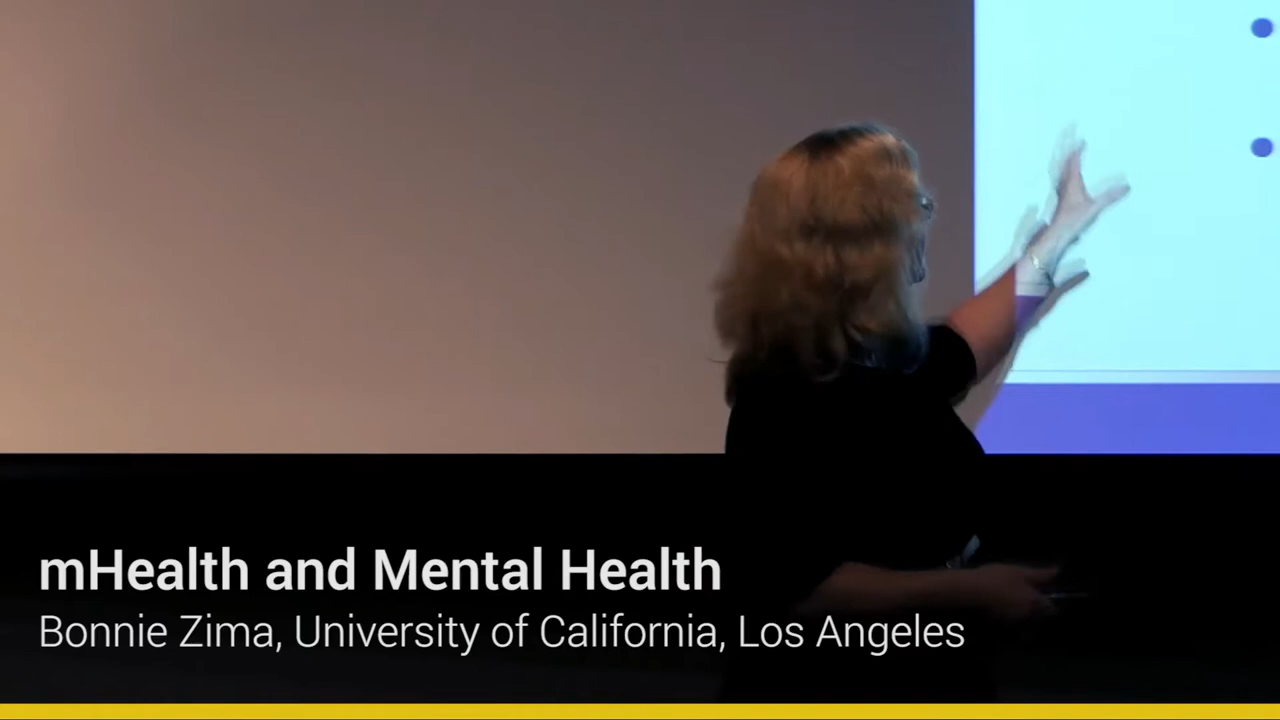 mHealth and Mental Health
Bonnie Zima, University of California, Los Angeles